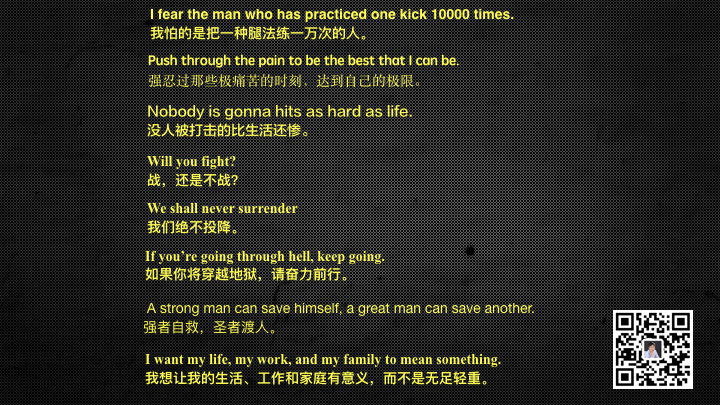 I fear the man who has practiced one kick 10000 times.
我怕的是把一种腿法练一万次的人。
Push through the pain to be the best that I can be.
强忍过那些极痛苦的时刻，达到自己的极限。
Nobody is gonna hits as hard as life.
没人被打击的比生活还惨。
Will you fight?
战，还是不战?
We shall never surrender
我们绝不投降。
If you’re going through hell, keep going.
如果你将穿越地狱，请奋力前行。
A strong man can save himself, a great man can save another.
强者自救，圣者渡人。
I want my life, my work, and my family to mean something.
我想让我的生活、工作和家庭有意义，而不是无足轻重。